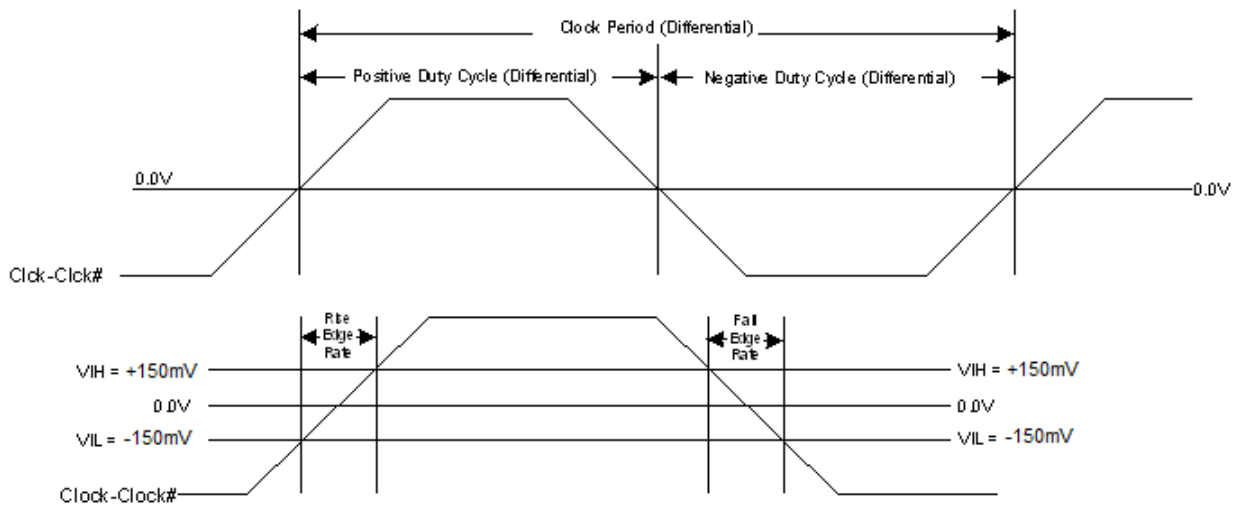 Clock Period (Differential)
Positive Duty Cycle (Differential)
Negative Duty Cycle (Differential)
0.0V
0.0V
Clck-Clck#
Rise
Edge
Rate
Fall
Edge
Rate
VIH = +150mV
VIH = +150mV
0.0V
0.0V
VIL = -150mV
VIL = -150mV
Clock-Clock#